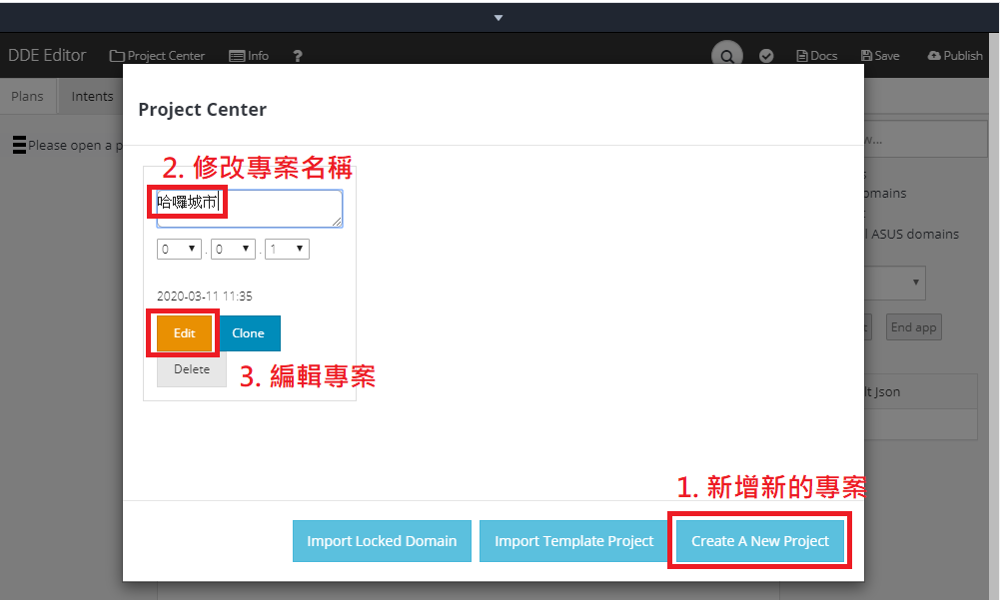 DDE Editor Project Center Info ? Docs Save Publish
Plans Intents
Project Center
Please open a p
w...
2. 修改專案名稱
哈囉城市
omains
0 . 0 . 1
l ASUS domains
2020-03-11 11:35
Edit Clone
End app
Delete
3. 編輯專案
lt Json
1. 新增新的專案
Import Locked Domain Import Template Project Create A New Project